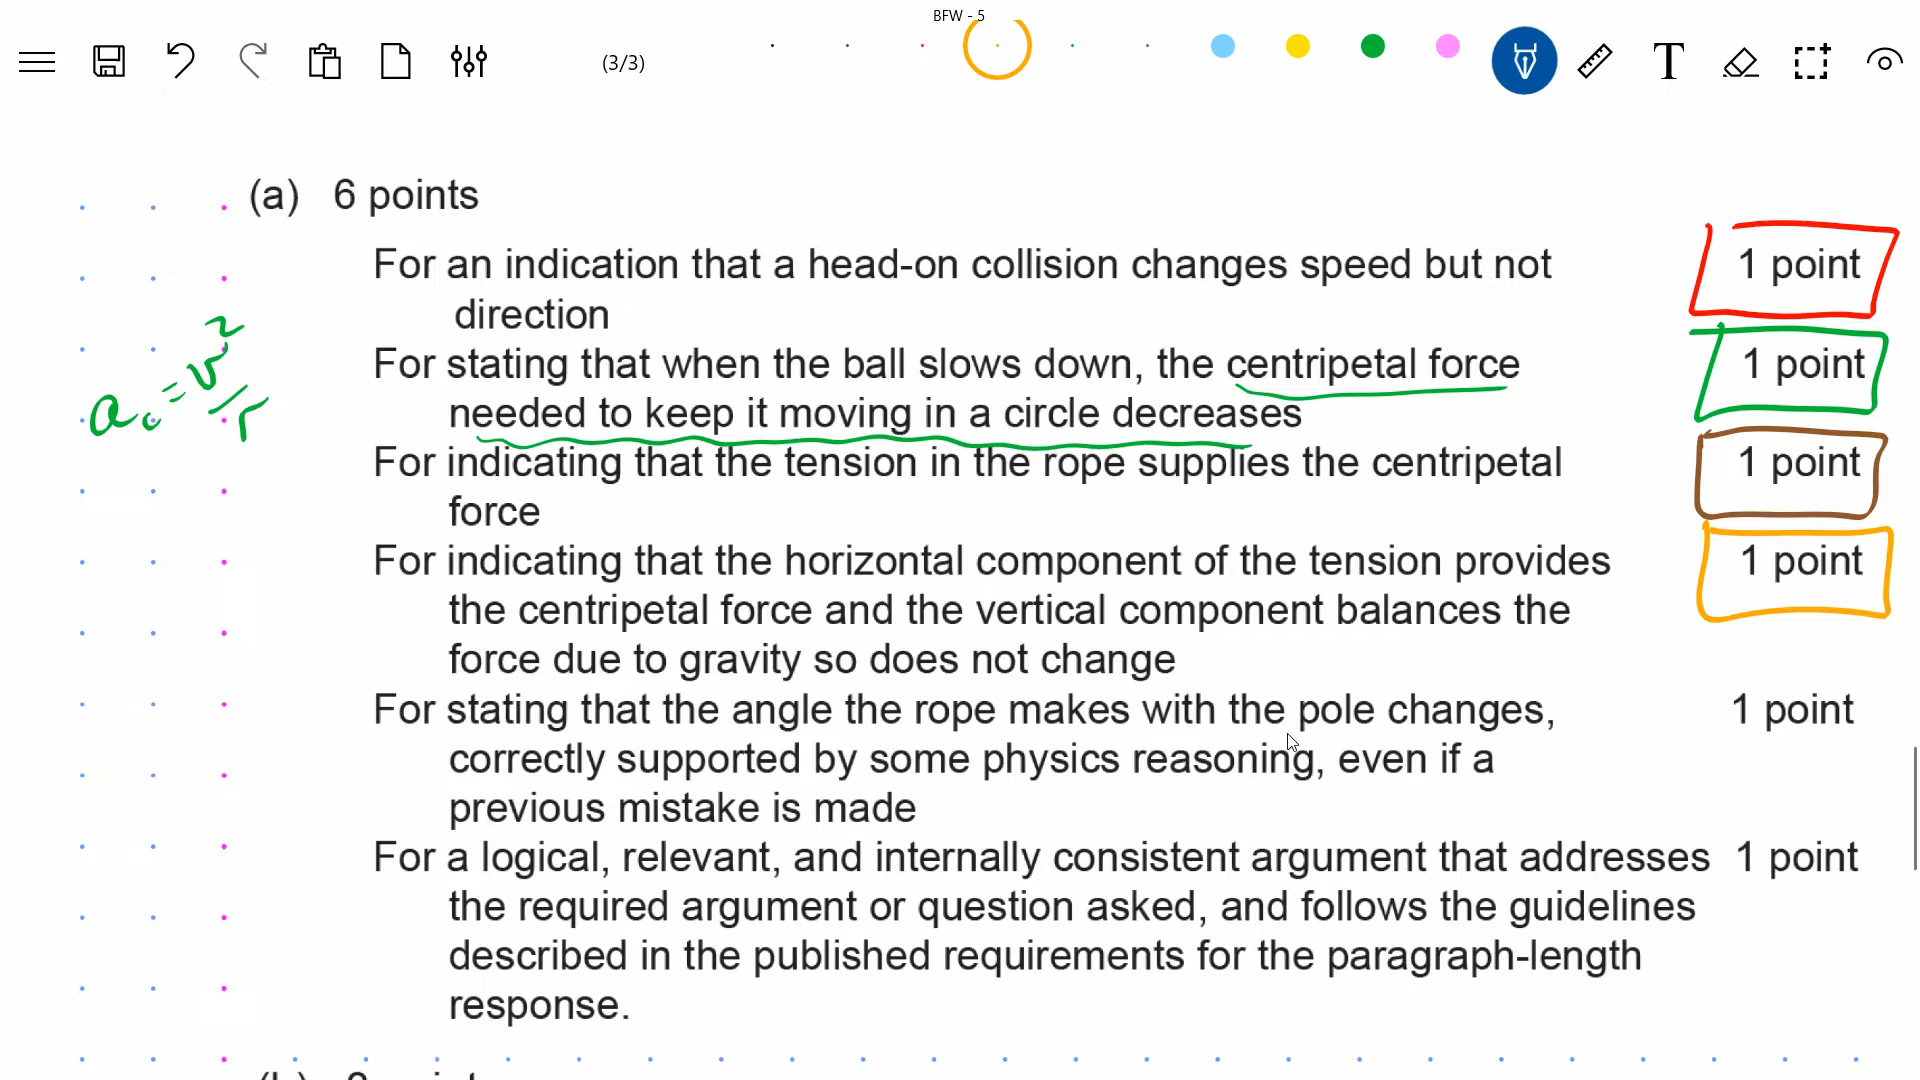 BFW - 5
(3/3)
T
(a) 6 points
For an indication that a head-on collision changes speed but not 1 point
direction
For stating that when the ball slows down, the centripetal force 1 point
needed to keep it moving in a circle decreases
a_c = v²/r
For indicating that the tension in the rope supplies the centripetal 1 point
force
For indicating that the horizontal component of the tension provides 1 point
the centripetal force and the vertical component balances the
force due to gravity so does not change
For stating that the angle the rope makes with the pole changes, 1 point
correctly supported by some physics reasoning, even if a
previous mistake is made
For a logical, relevant, and internally consistent argument that addresses 1 point
the required argument or question asked, and follows the guidelines
described in the published requirements for the paragraph-length
response.